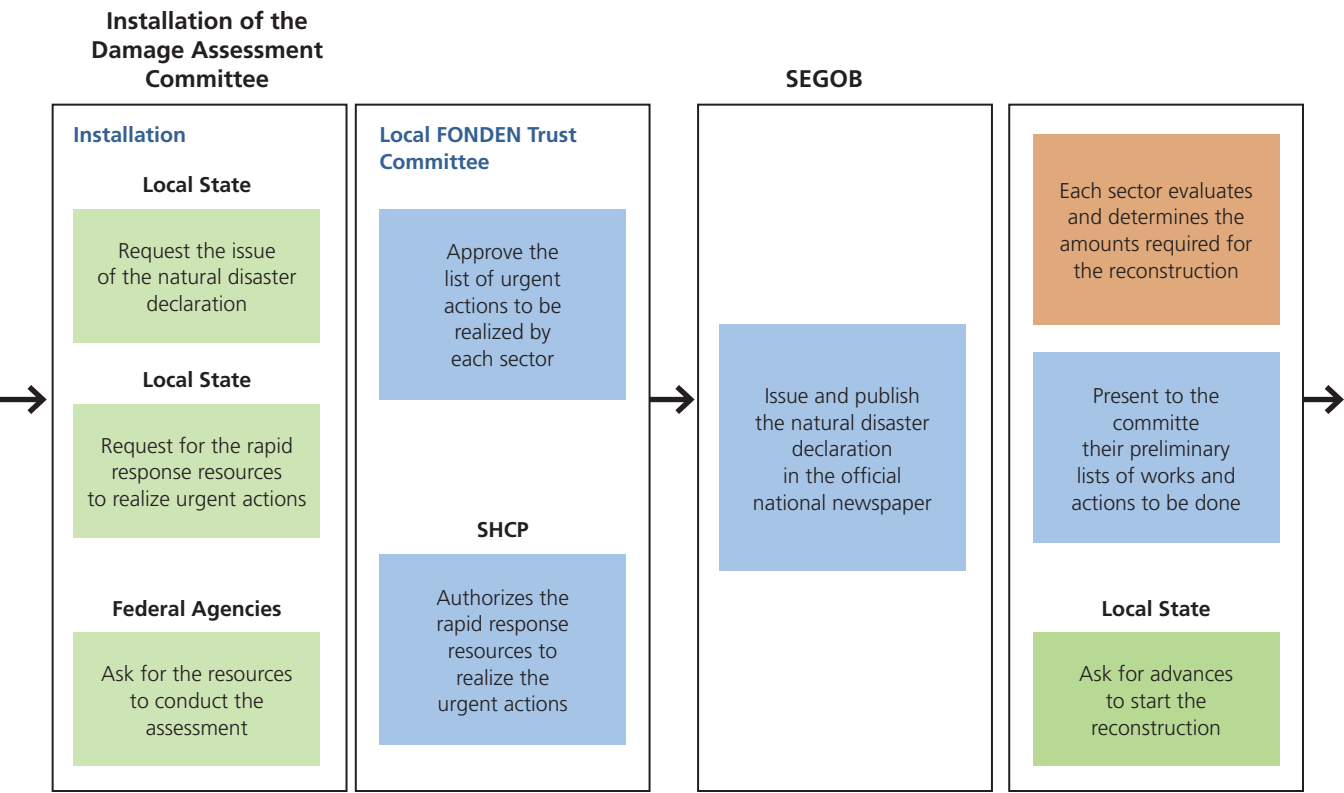 Installation of the
Damage Assessment
Committee
Installation
Local State
Request the issue
of the natural disaster
declaration
Local State
Request for the rapid
response resources
to realize urgent actions
Federal Agencies
Ask for the resources
to conduct the
assessment
Local FONDEN Trust
Committee
Approve the
list of urgent
actions to be
realized by
each sector
SHCP
Authorizes the
rapid response
resources to
realize the
urgent actions
SEGOB
Issue and publish
the natural disaster
declaration
in the official
national newspaper
Each sector evaluates
and determines the
amounts required for
the reconstruction
Present to the
committe
their preliminary
lists of works and
actions to be done
Local State
Ask for advances
to start the
reconstruction